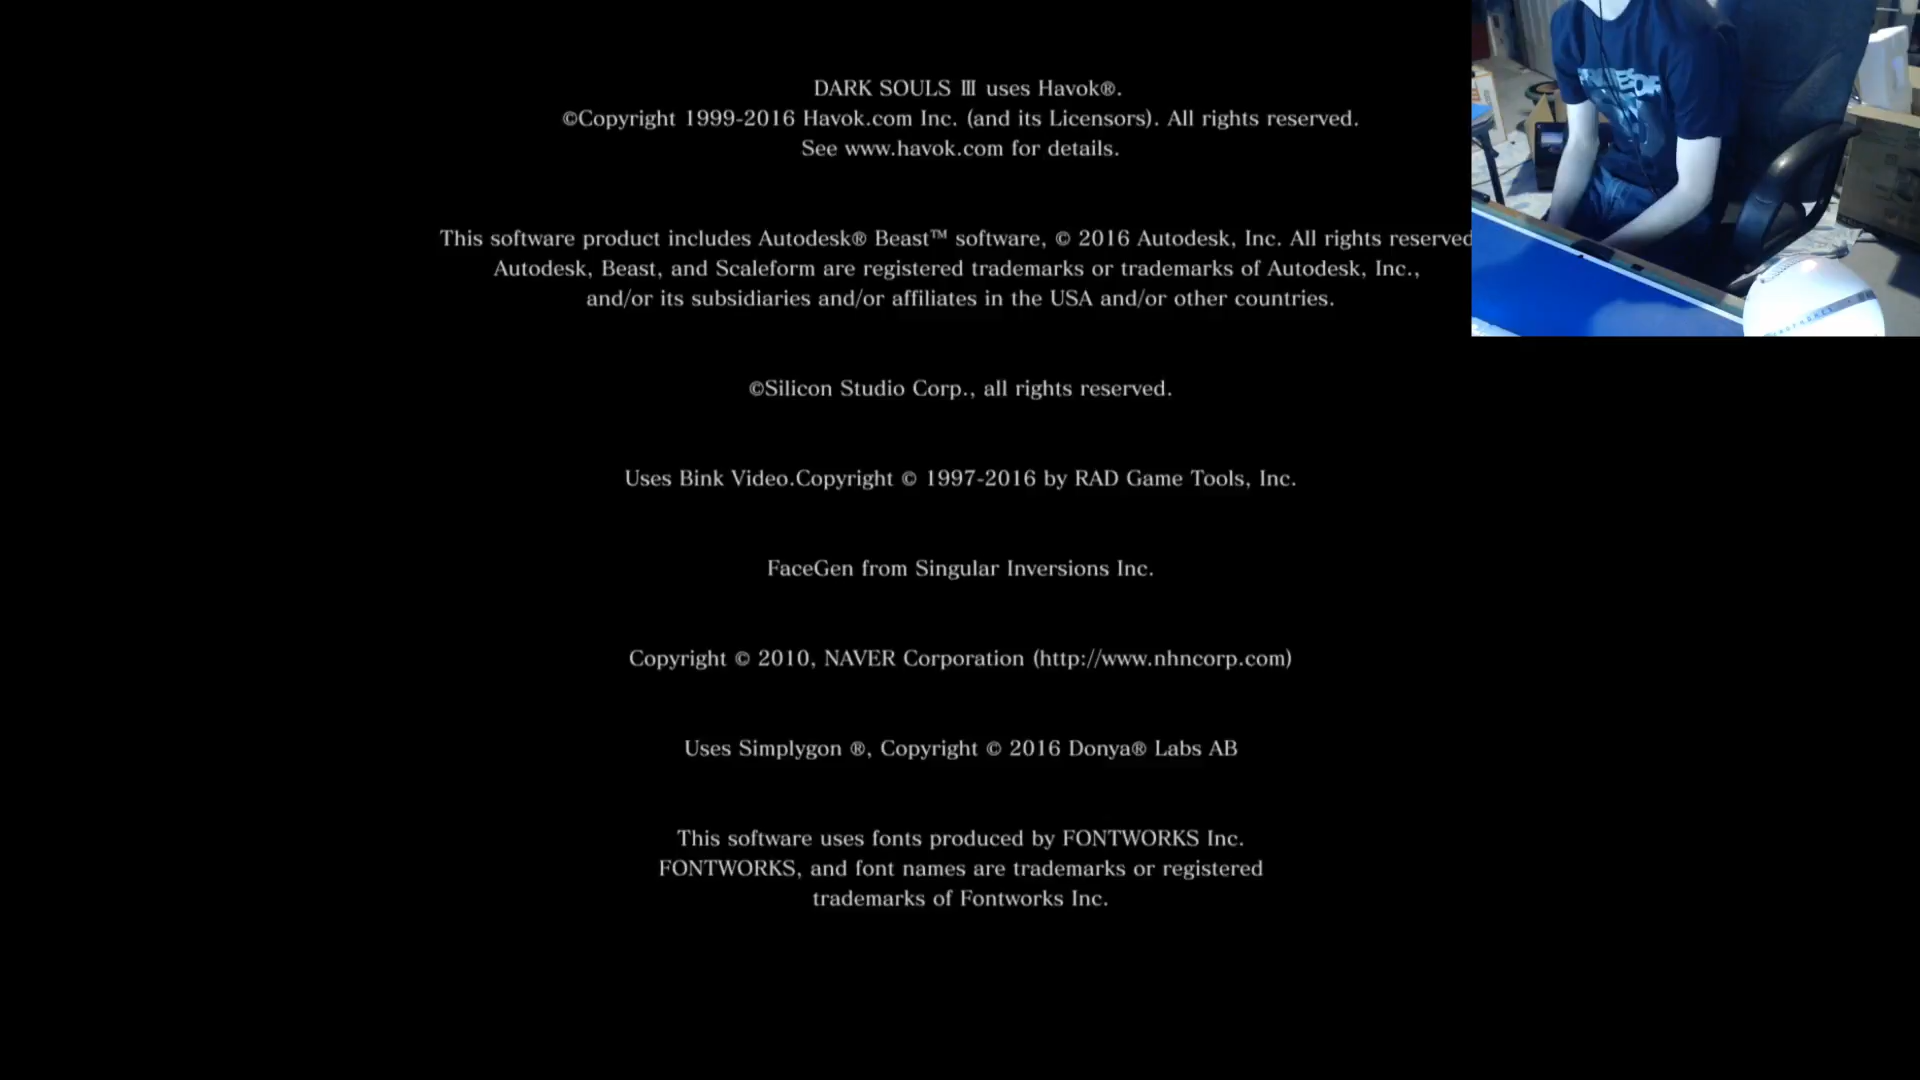 DARK SOULS Ⅲ uses Havok®.
©Copyright 1999-2016 Havok.com Inc. (and its Licensors). All rights reserved.
See www.havok.com for details.
This software product includes Autodesk® Beast™ software, © 2016 Autodesk, Inc. All rights reserved
Autodesk, Beast, and Scaleform are registered trademarks or trademarks of Autodesk, Inc.,
and/or its subsidiaries and/or affiliates in the USA and/or other countries.
©Silicon Studio Corp., all rights reserved.
Uses Bink Video.Copyright © 1997-2016 by RAD Game Tools, Inc.
FaceGen from Singular Inversions Inc.
Copyright © 2010, NAVER Corporation (http://www.nhncorp.com)
Uses Simplygon ®, Copyright © 2016 Donya® Labs AB
This software uses fonts produced by FONTWORKS Inc.
FONTWORKS, and font names are trademarks or registered
trademarks of Fontworks Inc.